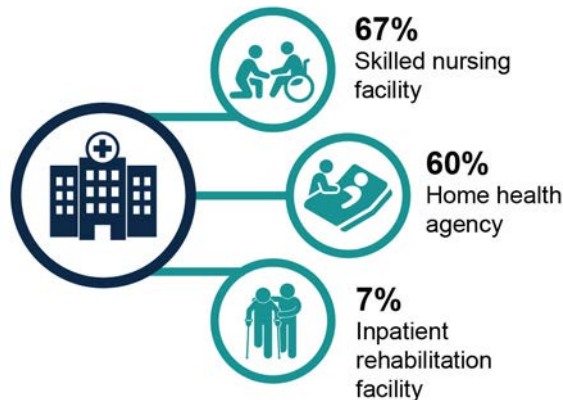 67%
Skilled nursing
facility
60%
Home health
agency
7%
Inpatient
rehabilitation
facility